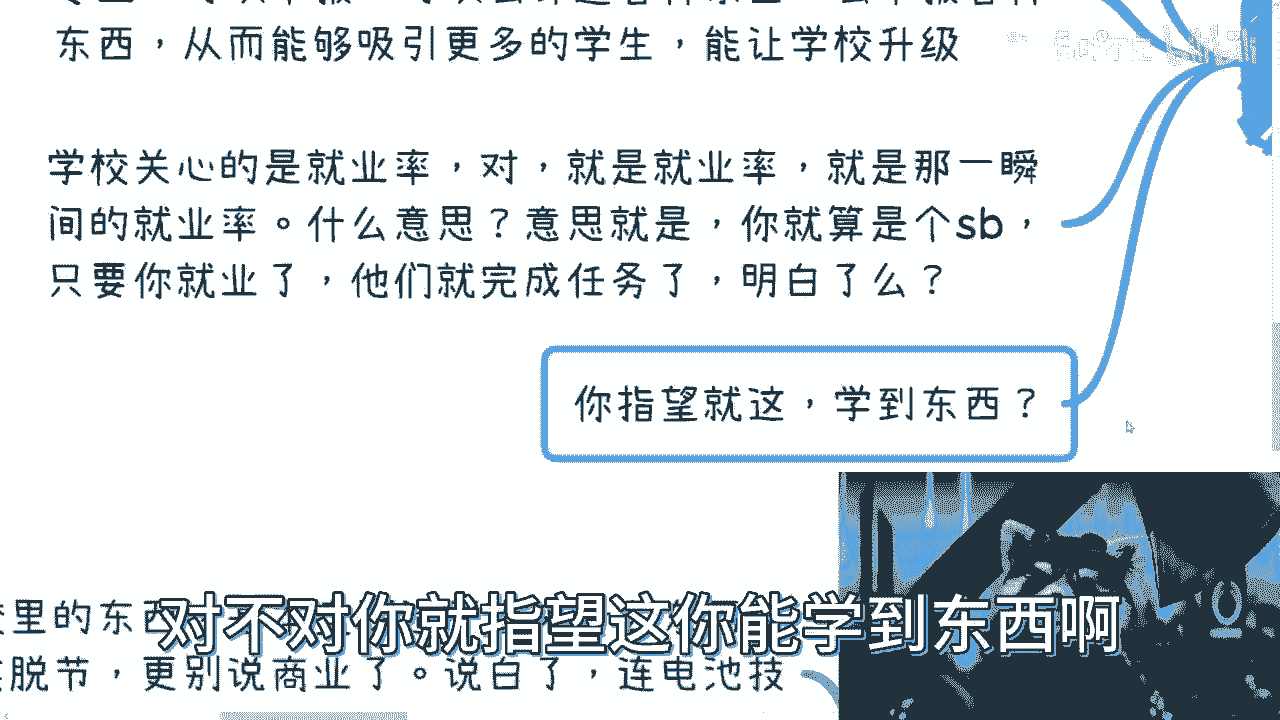 东西，从而能够吸引更多的学生，能让学校升级
学校关心的是就业率，对，就是就业率，就是那一瞬
间的就业率。什么意思？意思就是，你就算是个sb，
只要你就业了，他们就完成任务了，明白了么？
你指望就这，学到东西？
里的东西
对不对你就指望这你能学到东西啊
脱节，更别说商业了。说白了，连电池技